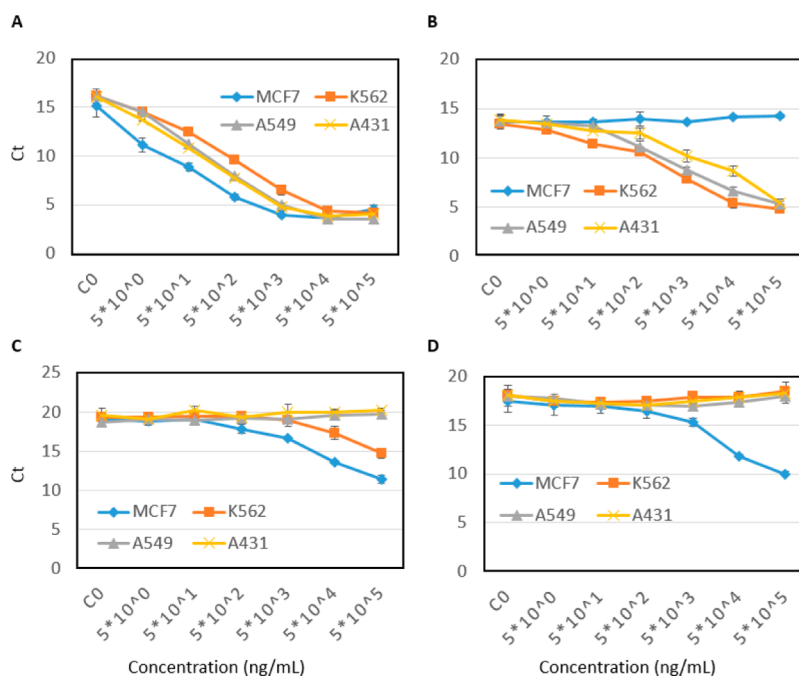 A
20
15
10
5
0
Ct
MCF7
K562
A549
A431
C0
5*10^0
5*10^1
5*10^2
5*10^3
5*10^4
5*10^5
B
20
15
10
5
0
MCF7
K562
A549
A431
C0
5*10^0
5*10^1
5*10^2
5*10^3
5*10^4
5*10^5
C
25
20
15
10
5
0
Ct
MCF7
K562
A549
A431
C0
5*10^0
5*10^1
5*10^2
5*10^3
5*10^4
5*10^5
Concentration (ng/mL)
D
20
15
10
5
0
MCF7
K562
A549
A431
C0
5*10^0
5*10^1
5*10^2
5*10^3
5*10^4
5*10^5
Concentration (ng/mL)